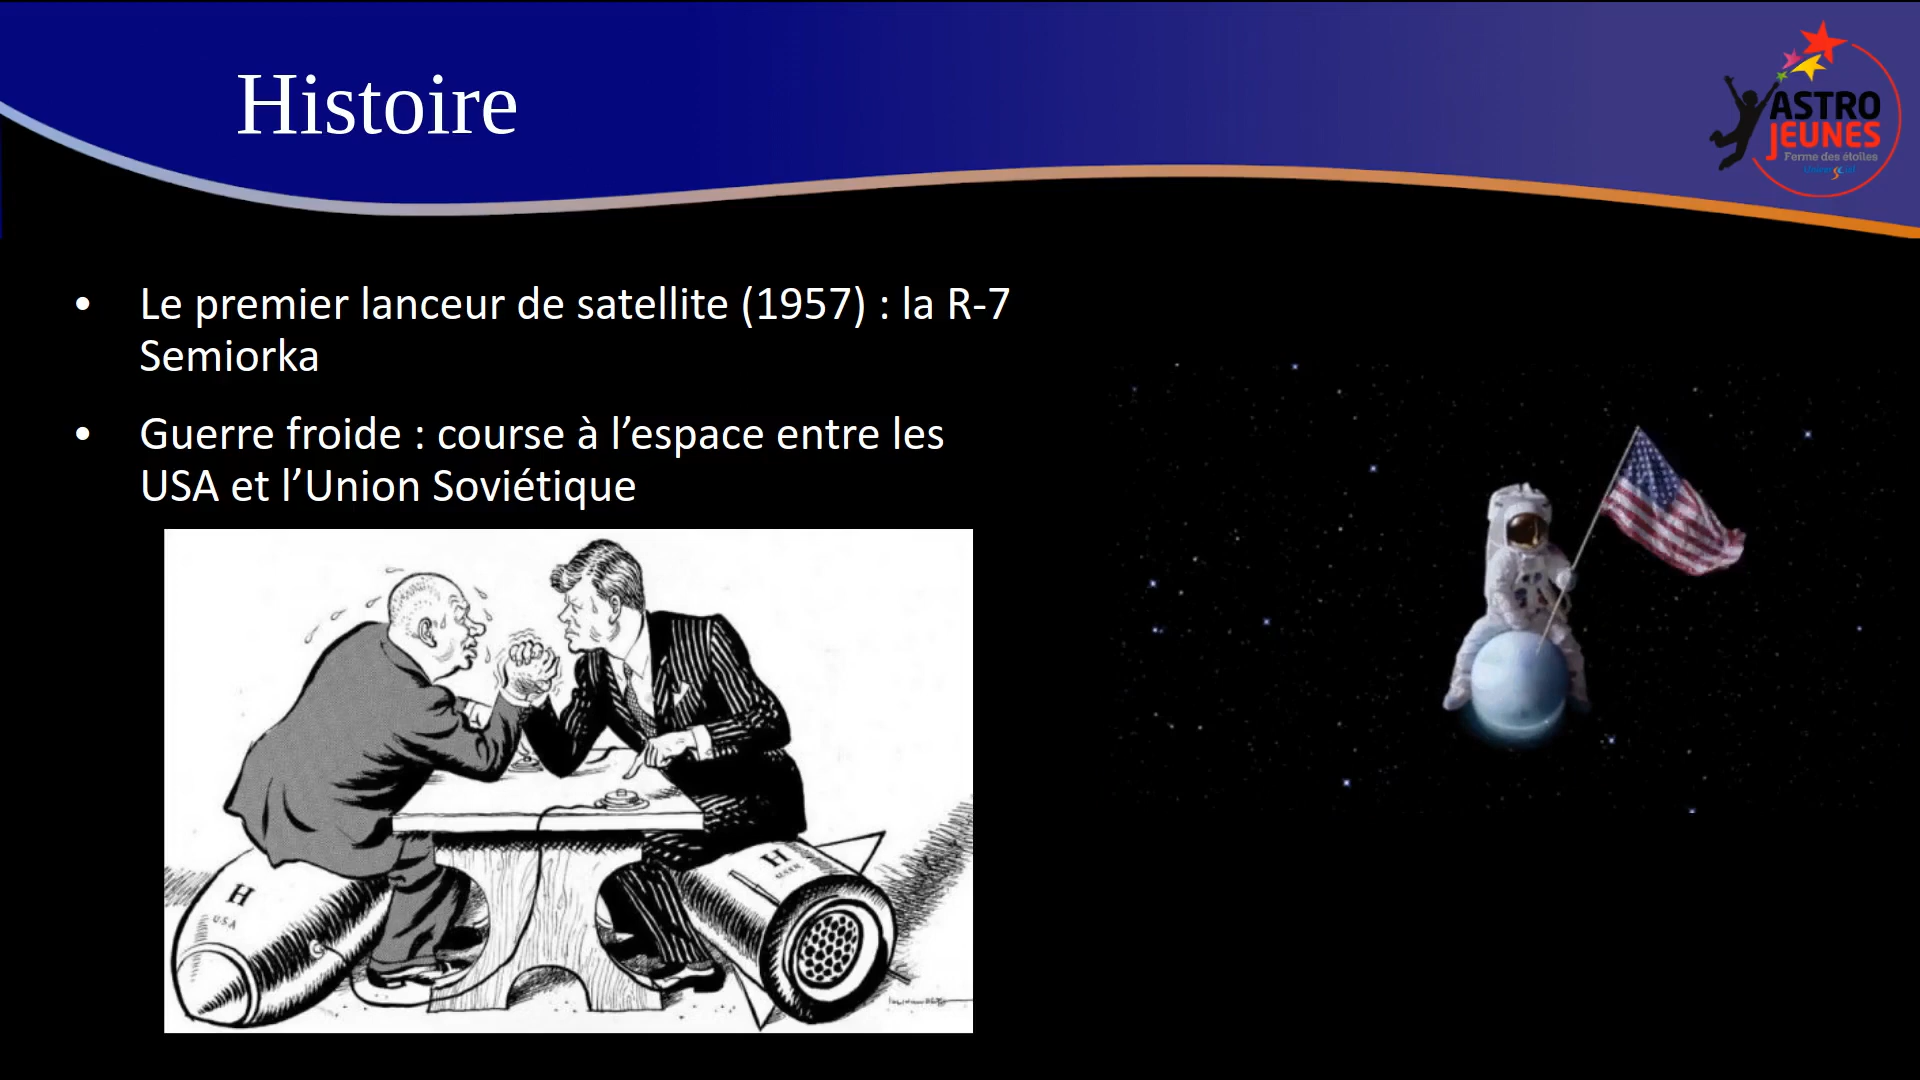 Histoire
ASTRO
JEUNES
Ferme des étoiles
• Le premier lanceur de satellite (1957) : la R-7
Semiorka
• Guerre froide : course à l’espace entre les
USA et l’Union Soviétique
H
USA
H